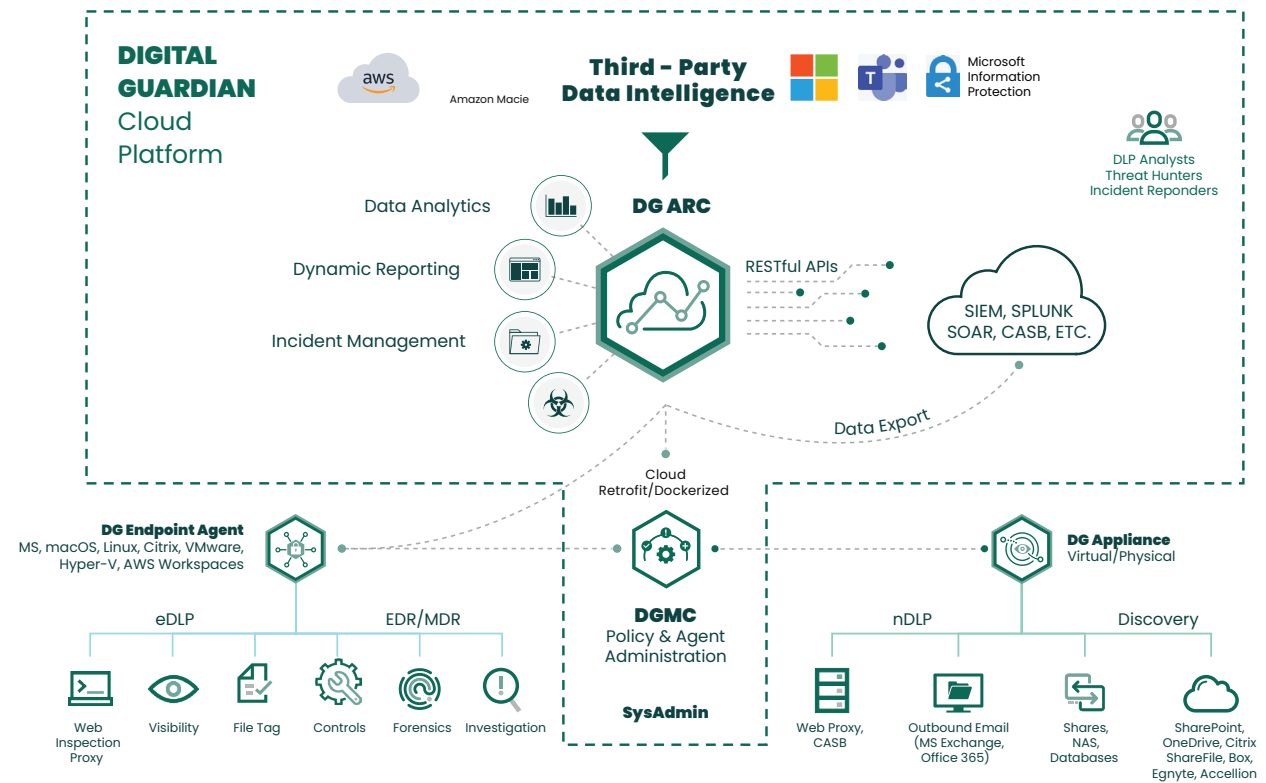 DIGITAL
GUARDIAN
Cloud
Platform
aws
Amazon Macie
Third - Party
Data Intelligence
T
Microsoft
Information
Protection
DLP Analysts
Threat Hunters
Incident Reponders
Data Analytics
DG ARC
Dynamic Reporting
RESTful APIs
Incident Management
SIEM, SPLUNK
SOAR, CASB, ETC.
Data Export
Cloud
Retrofit/Dockerized
DG Endpoint Agent
MS, macOS, Linux, Citrix, VMware,
Hyper-V, AWS Workspaces
DG Appliance
Virtual/Physical
DGMC
Policy & Agent
Administration
SysAdmin
eDLP
EDR/MDR
Web
Inspection
Proxy
Visibility
File Tag
Controls
Forensics
Investigation
nDLP
Discovery
Web Proxy,
CASB
Outbound Email
(MS Exchange,
Office 365)
Shares,
NAS,
Databases
SharePoint,
OneDrive, Citrix
ShareFile, Box,
Egnyte, Accellion